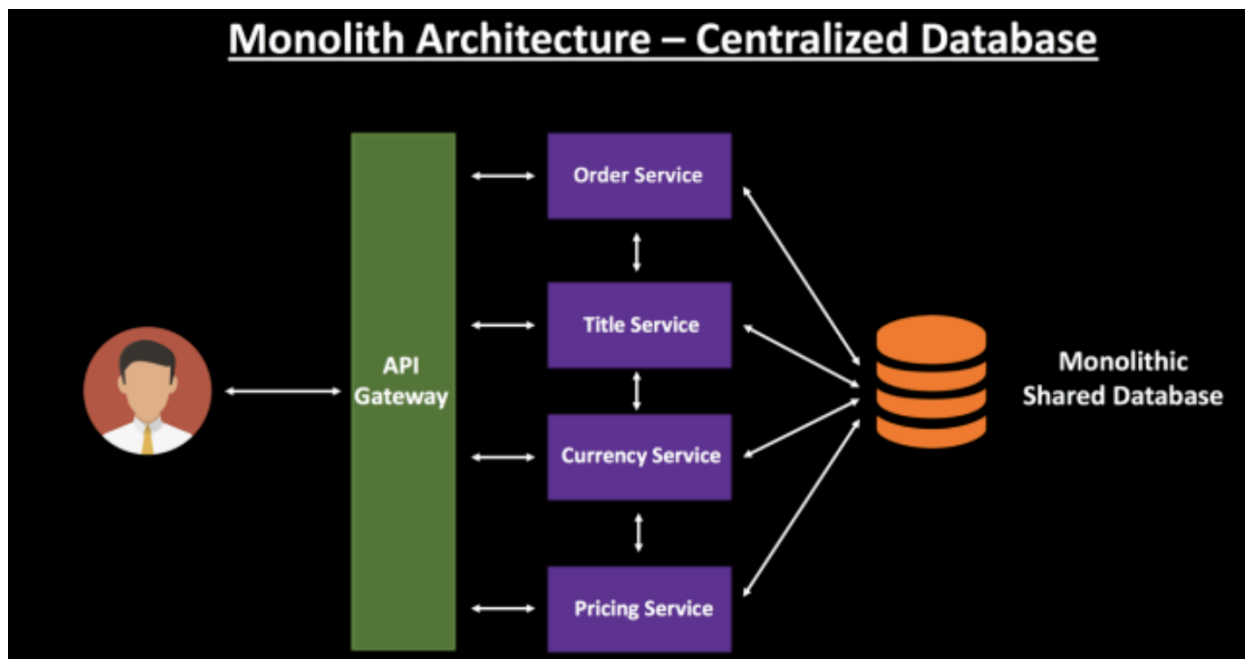 Monolith Architecture – Centralized Database
API
Gateway
Order Service
Title Service
Currency Service
Pricing Service
Monolithic
Shared Database